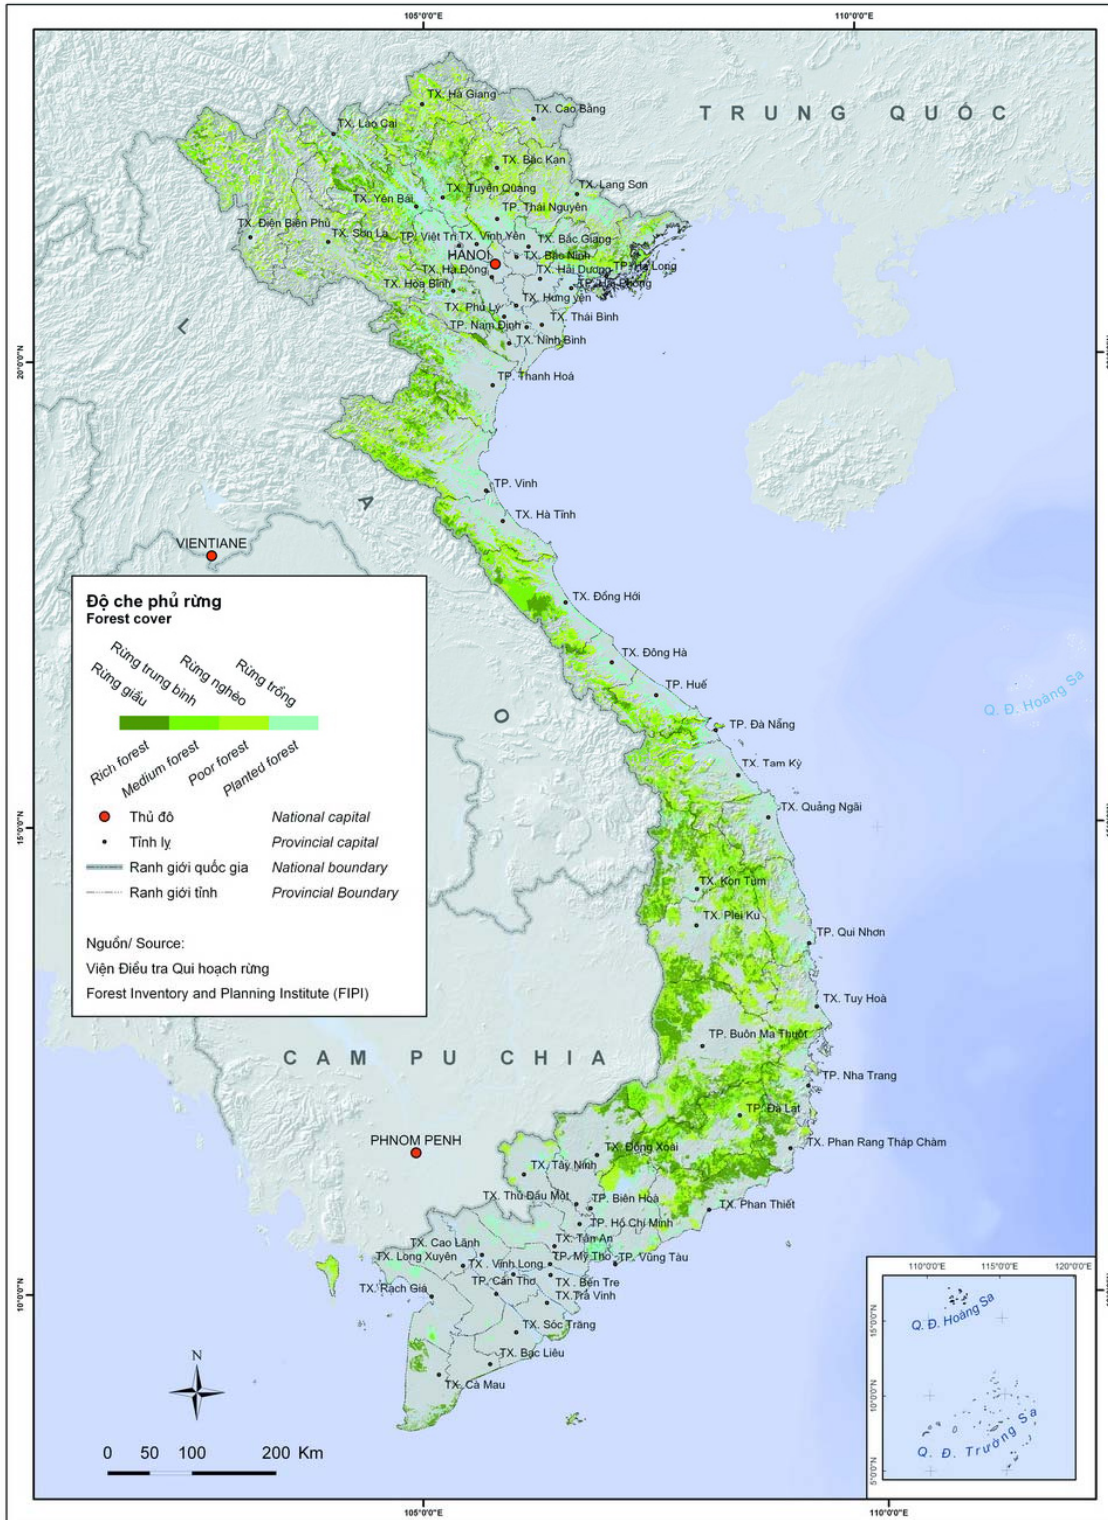 105°0'0"E
110°0'0"E
TRUNG QUỐC
TX. Hà Giang
TX. Cao Bằng
TX. Lào Cai
TX. Bắc Kan
TX. Lạng Sơn
TX. Tuyên Quang
TX. Yên Bái
TP. Thái Nguyên
TX. Điện Biên Phủ
TX. Sơn La
TP. Việt Trì
TX. Vĩnh Yên
TX. Bắc Giang
HANOI
TX. Bắc Ninh
TX. Hà Đông
TX. Hải Dương
TP. Hạ Long
TX. Hòa Bình
TP. Hải Phòng
TX. Hưng yên
TX. Phủ Lý
TX. Thái Bình
TP. Nam Định
TX. Ninh Bình
20°0'0"N
L A O
TP. Thanh Hoá
TP. Vinh
TX. Hà Tĩnh
VIENTIANE
TX. Đồng Hới
TX. Đông Hà
TP. Huế
Q. Đ. Hoàng Sa
TP. Đà Nẵng
TX. Tam Kỳ
TX. Quảng Ngãi
15°0'0"N
TX. Kon Tum
TX. Plei Ku
TP. Qui Nhơn
TX. Tuy Hoà
TP. Buôn Ma Thuột
TP. Nha Trang
TP. Đà Lạt
CAM PU CHIA
PHNOM PENH
TX. Phan Rang Tháp Chàm
TX. Đồng Xoài
TX. Tây Ninh
TX. Thủ Dầu Một
TP. Biên Hoà
TX. Phan Thiết
TP. Hồ Chí Minh
TX. Cao Lãnh
TX. Tân An
TX. Long Xuyên
TP. Mỹ Tho
TP. Vũng Tàu
TX . Vĩnh Long
TP. Cần Thơ
TX . Bến Tre
TX. Rạch Giá
TX.Trà Vinh
10°0'0"N
TX. Sóc Trăng
TX. Bạc Liêu
TX. Cà Mau
Độ che phủ rừng
Forest cover
Rừng giầu
Rừng trung bình
Rừng nghèo
Rừng trồng
Rich forest
Medium forest
Poor forest
Planted forest
Thủ đô National capital
Tỉnh lỵ Provincial capital
Ranh giới quốc gia National boundary
Ranh giới tỉnh Provincial Boundary
Nguồn/ Source:
Viện Điều tra Qui hoạch rừng
Forest Inventory and Planning Institute (FIPI)
N
0 50 100 200 Km
110°0'0"E 115°0'0"E 120°0'0"E
15°0'0"N
Q. Đ. Hoàng Sa
10°0'0"N
Q. Đ. Trường Sa
5°0'0"N
105°0'0"E
110°0'0"E